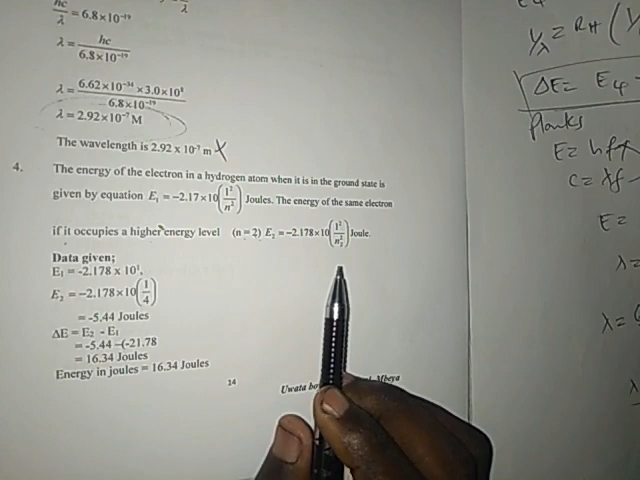 hc/λ = 6.8×10⁻¹⁹
λ
λ = hc/6.8×10⁻¹⁹
λ = 6.62×10⁻³⁴×3.0×10⁸/6.8×10⁻¹⁹
λ = 2.92×10⁻⁷ M
The wavelength is 2.92 x 10⁻⁷ m X
4. The energy of the electron in a hydrogen atom when it is in the ground state is
given by equation E₁ = −2.17×10(1²/n²) Joules. The energy of the same electron
if it occupies a higher energy level (n = 2) E₂ = −2.178×10(1²/n₂²) Joule.
Data given;
E₁ = -2.178 x 10¹,
E₂ = −2.178×10(1/4)
= -5.44 Joules
ΔE = E₂ - E₁
= -5.44 –(-21.78
= 16.34 Joules
Energy in joules = 16.34 Joules
14
Uwata Mbeya
1/λ = RH (1/
ΔE = E₄ -
Planks
E = hf
C = λf
E =
λ =
λ =
λ